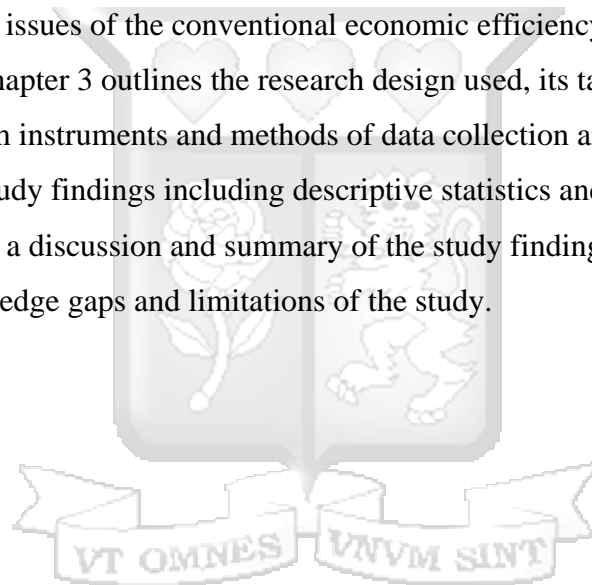 issues of the conventional economic efficiency
hapter 3 outlines the research design used, its ta
h instruments and methods of data collection a
udy findings including descriptive statistics and
a discussion and summary of the study finding
edge gaps and limitations of the study.
VT OMNES VNVM SINT